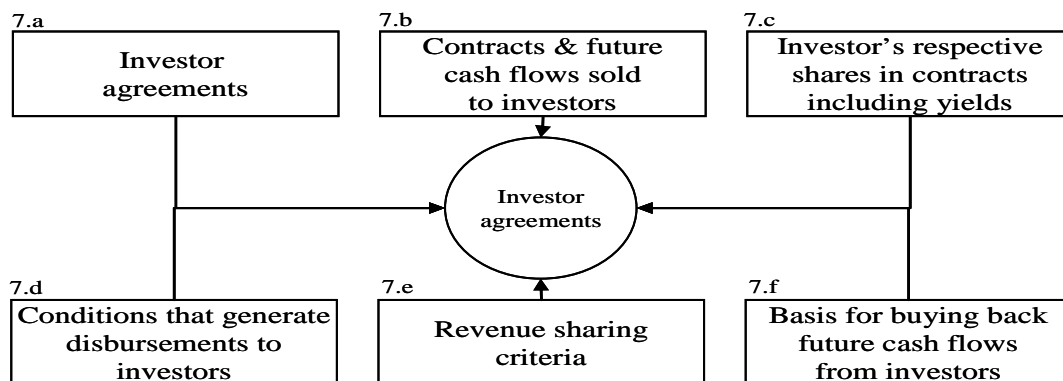 7.a
Investor
agreements
7.b
Contracts & future
cash flows sold
to investors
7.c
Investor's respective
shares in contracts
including yields
Investor
agreements
7.d
Conditions that generate
disbursements to
investors
7.e
Revenue sharing
criteria
7.f
Basis for buying back
future cash flows
from investors